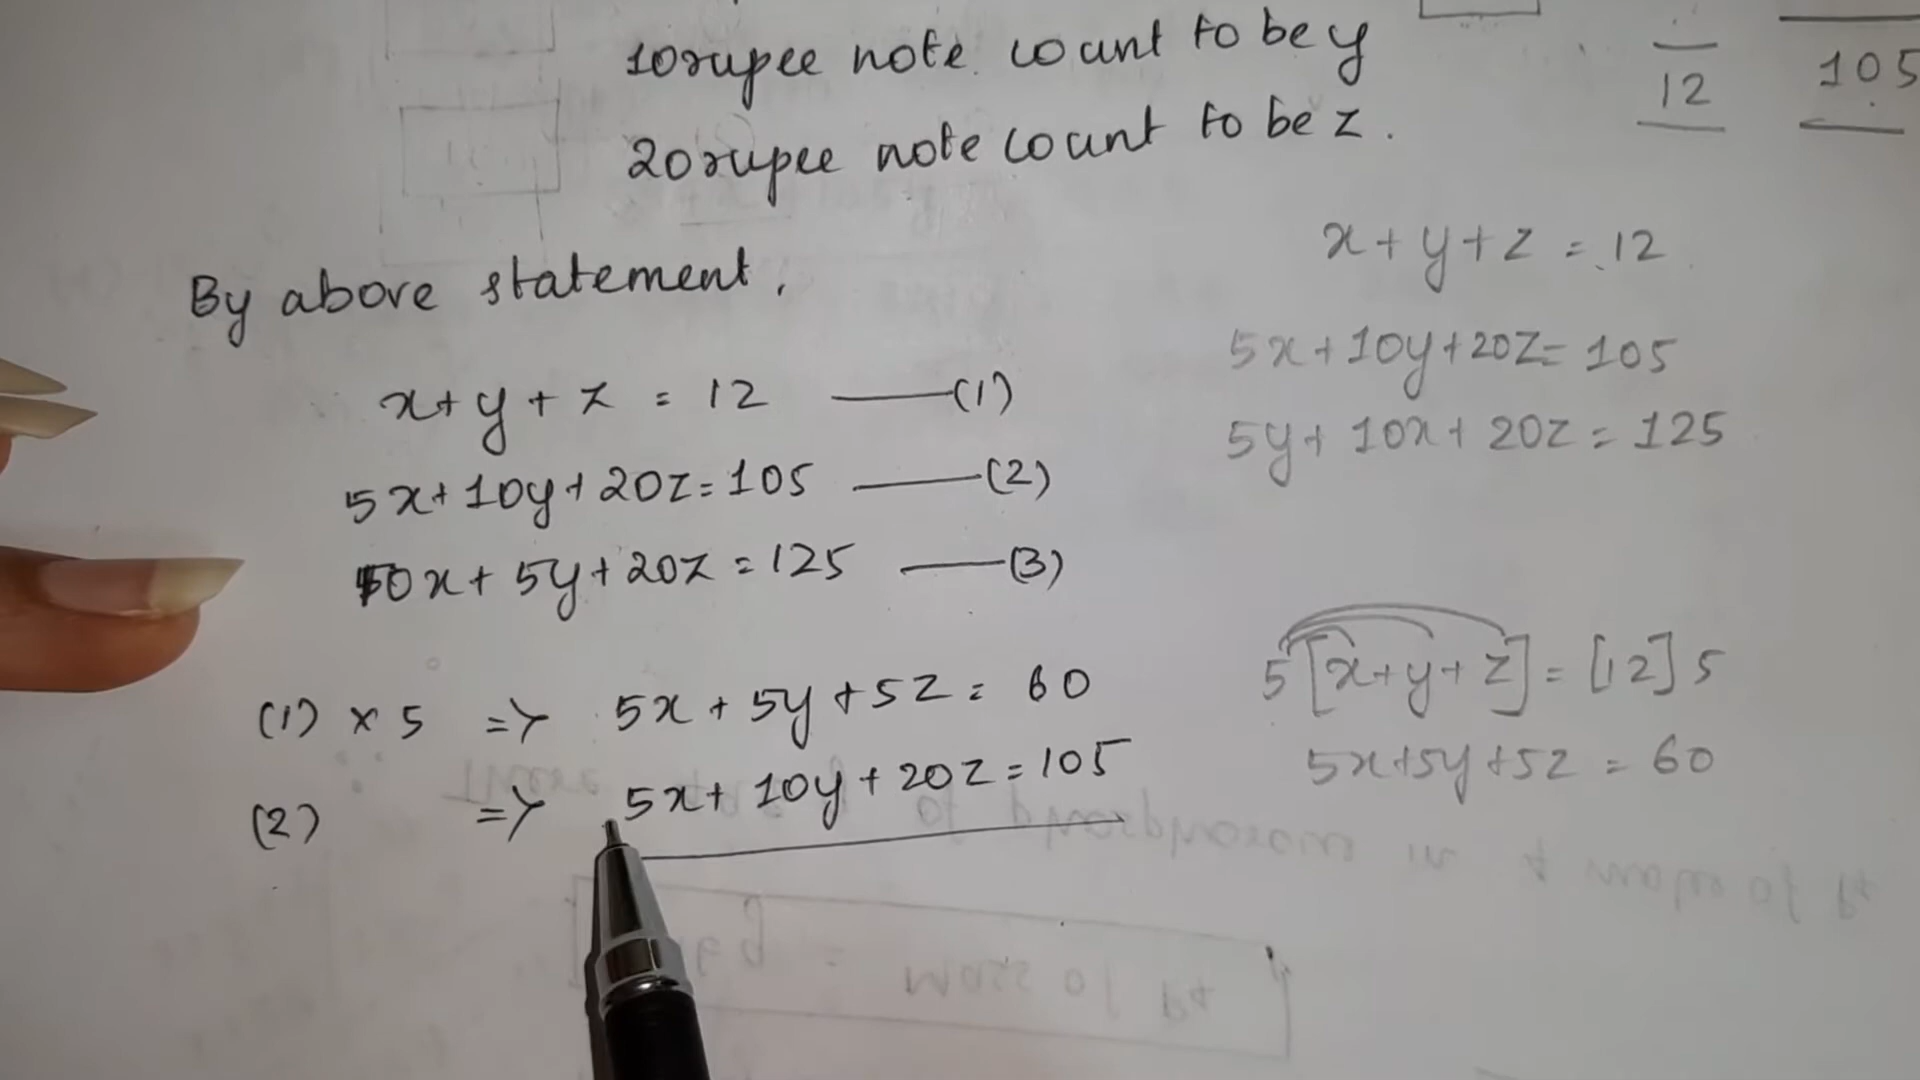 10rupee note count to be y
20rupee note count to be z.
12
105
By above statement,
x+y+z = 12 ——(1)
5x+10y+20z=105 ——(2)
10x+5y+20z=125 ——(3)
x+y+z = 12
5x+10y+20z=105
5y+10x+20z=125
(1) x 5 => 5x+5y+5z= 60
(2) => 5x+10y+20z=105
5[x+y+z]=[12]5
5x+5y+5z=60